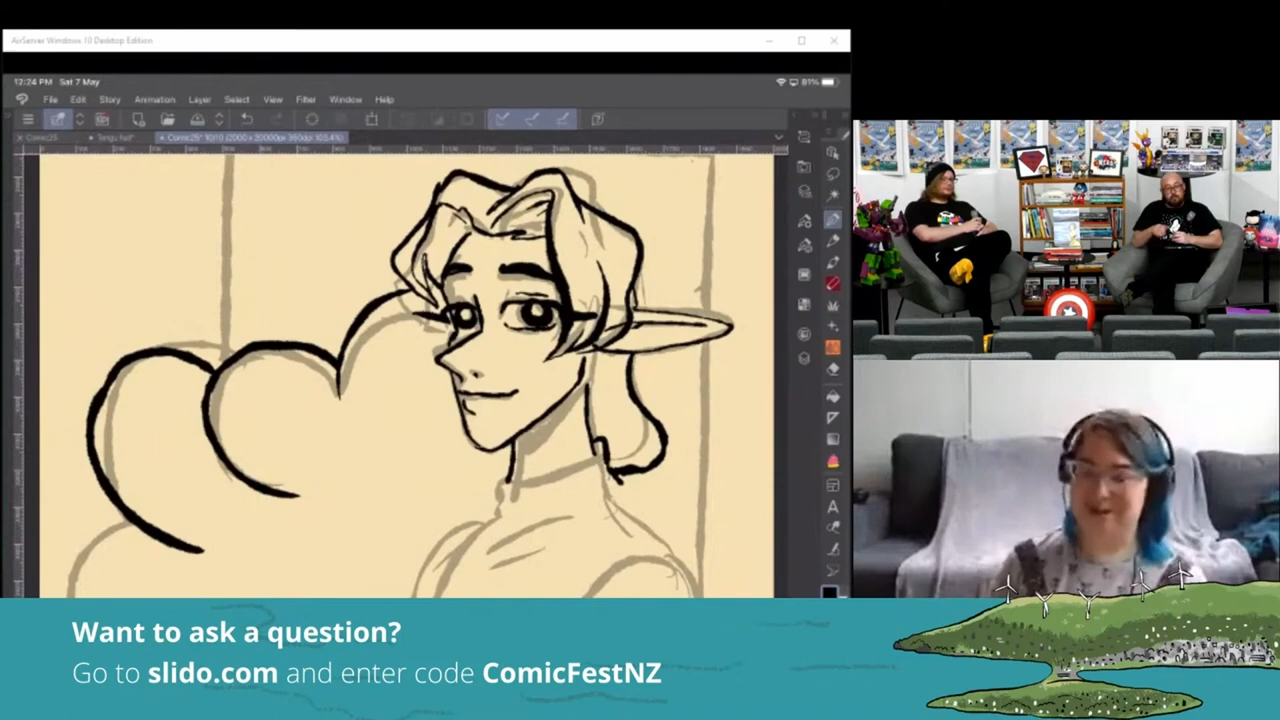 AirServer Windows 10 Desktop Edition
12:24 PM Sat 7 May
81%
File Edit Story Animation Layer Select View Filter Window Help
Want to ask a question?
Go to slido.com and enter code ComicFestNZ